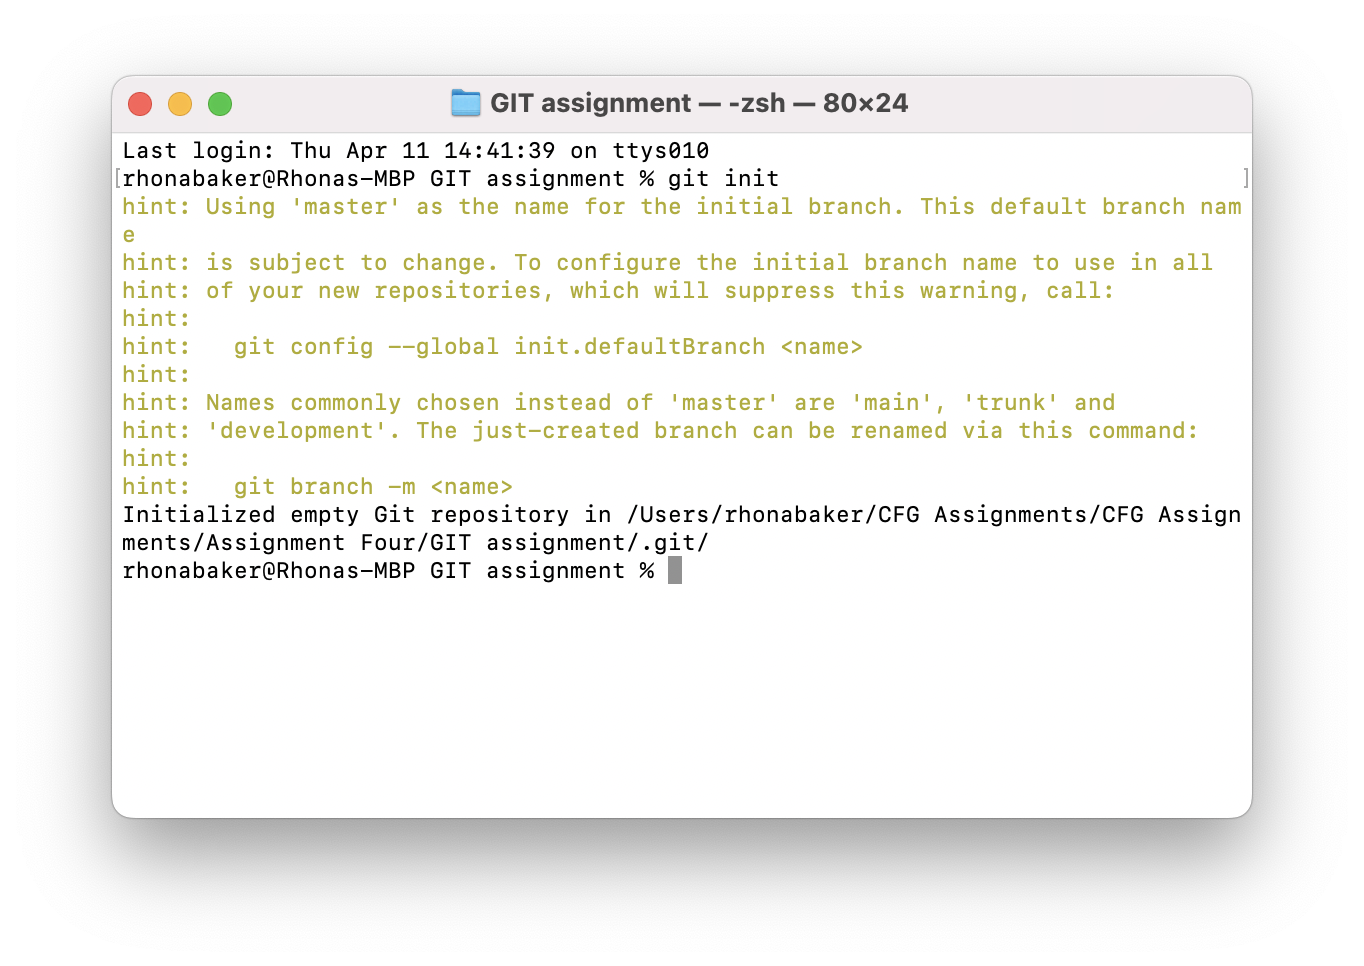 GIT assignment — -zsh — 80×24
Last login: Thu Apr 11 14:41:39 on ttys010
[rhonabaker@Rhonas-MBP GIT assignment % git init ]
hint: Using 'master' as the name for the initial branch. This default branch nam
e
hint: is subject to change. To configure the initial branch name to use in all
hint: of your new repositories, which will suppress this warning, call:
hint:
hint:   git config --global init.defaultBranch <name>
hint:
hint: Names commonly chosen instead of 'master' are 'main', 'trunk' and
hint: 'development'. The just-created branch can be renamed via this command:
hint:
hint:   git branch -m <name>
Initialized empty Git repository in /Users/rhonabaker/CFG Assignments/CFG Assign
ments/Assignment Four/GIT assignment/.git/
rhonabaker@Rhonas-MBP GIT assignment %